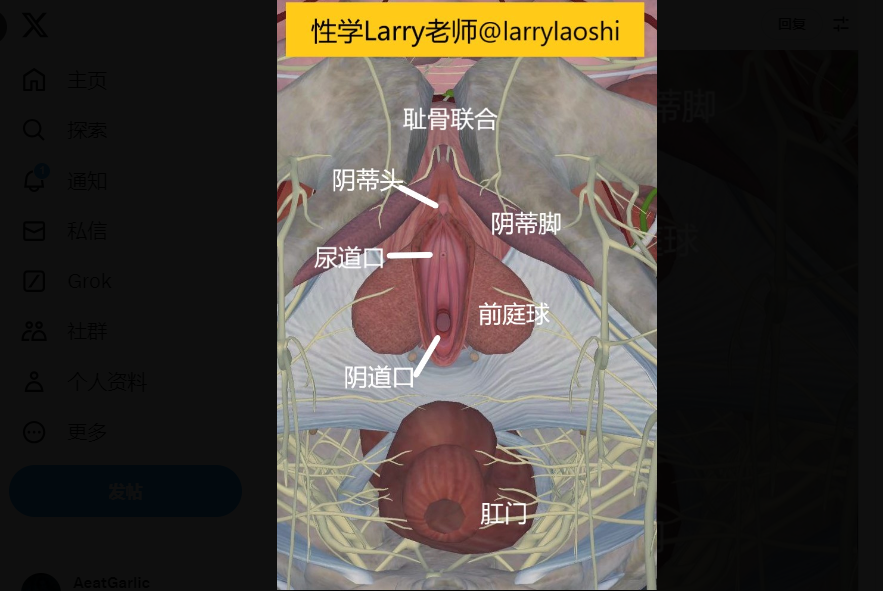 性学Larry老师@larrylaoshi
耻骨联合
阴蒂头
阴蒂脚
尿道口
前庭球
阴道口
肛门
主页
探索
通知
1
私信
Grok
社群
个人资料
更多
发帖
AeatGarlic
回复
蒂脚
球